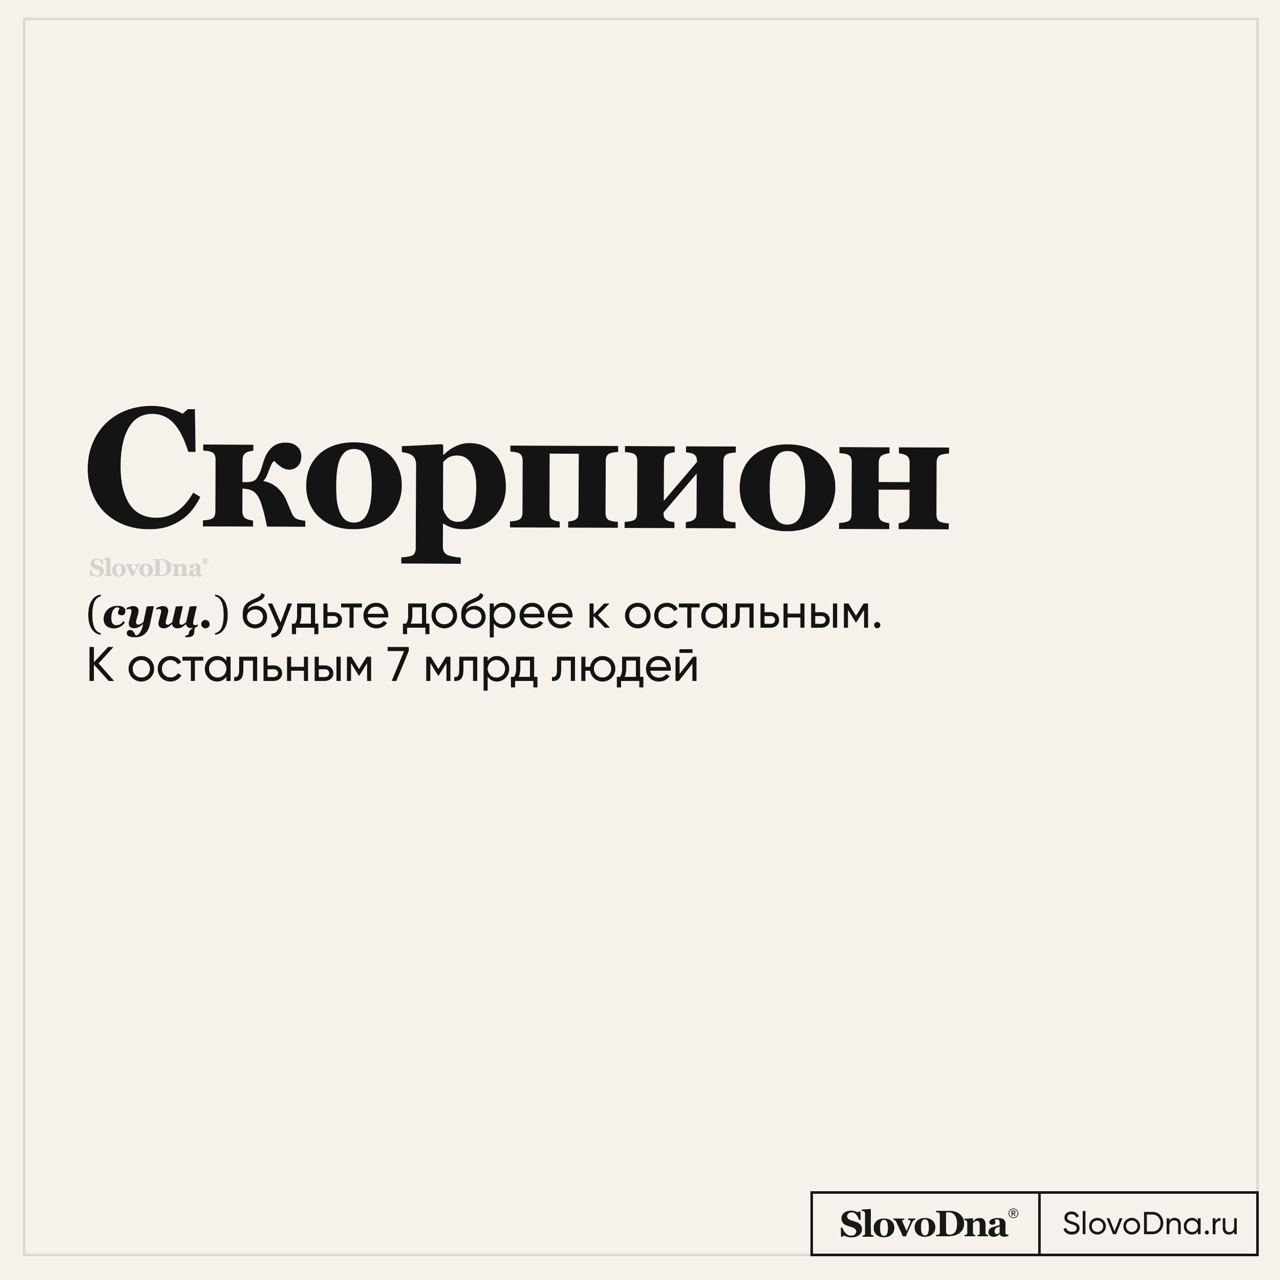 Скорпион
SlovoDna®
(сущ.) будьте добрее к остальным.
К остальным 7 млрд людей
SlovoDna® SlovoDna.ru